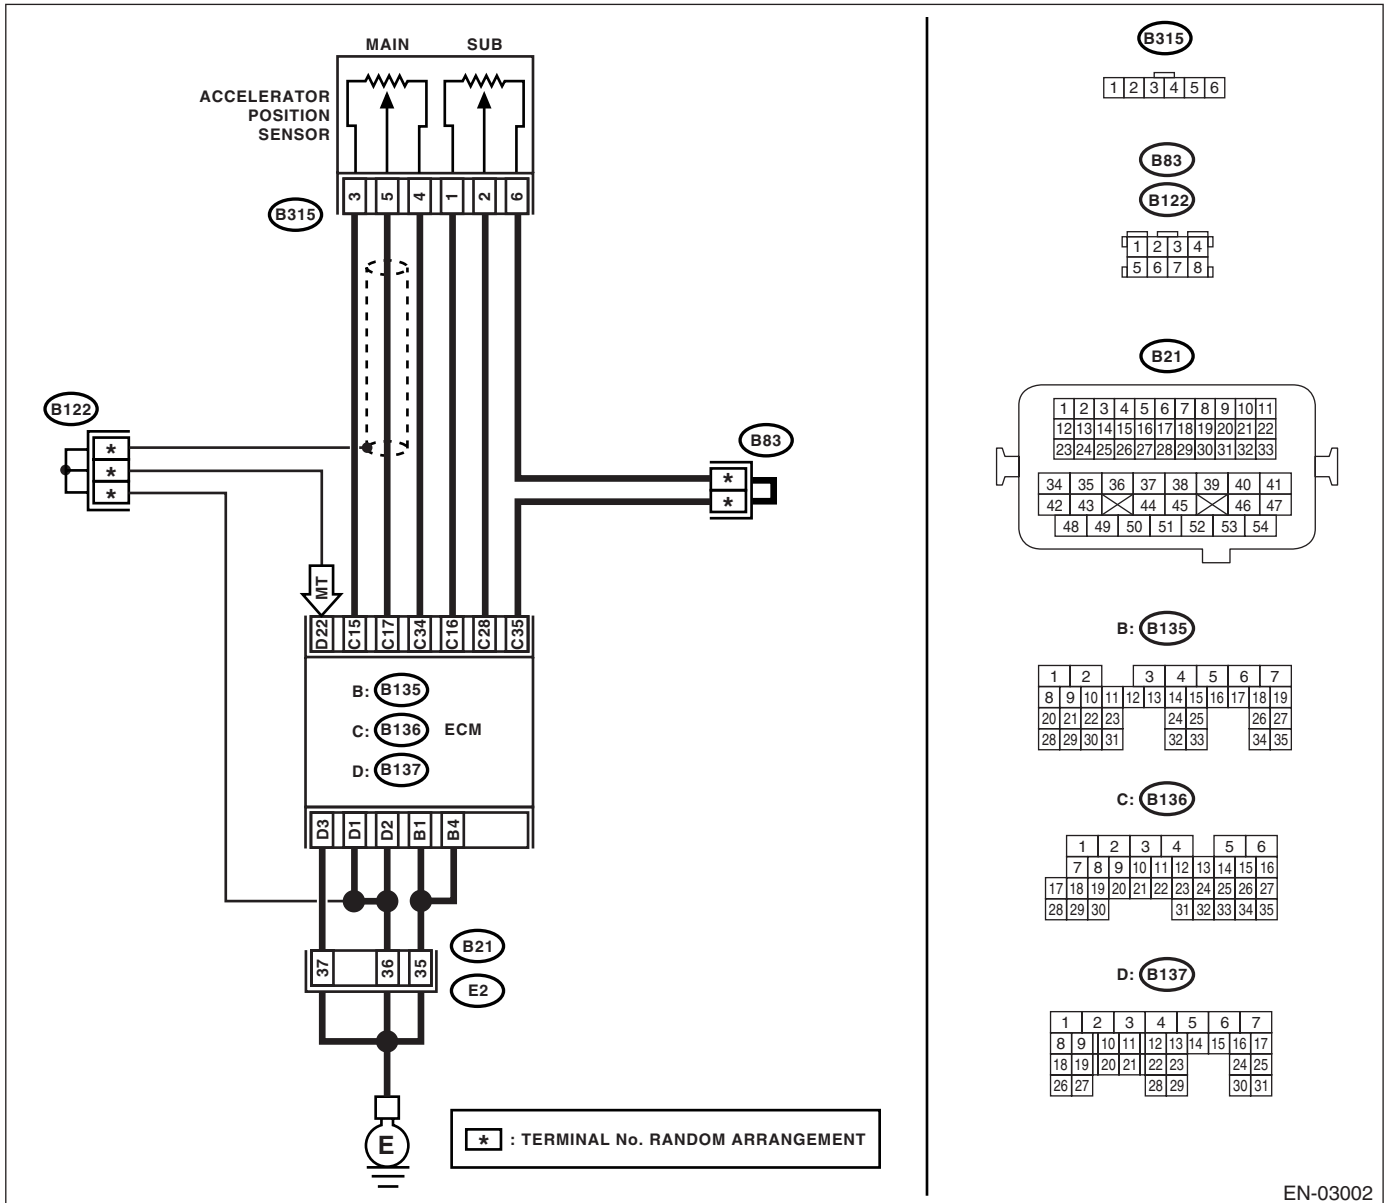 MAIN SUB
ACCELERATOR
POSITION
SENSOR
3 5 4 1 2 6
B315
B122
*
*
*
B83
*
*
MT
D22 C15 C17 C34 C16 C28 C35
B: B135
C: B136 ECM
D: B137
D3 D1 D2 B1 B4
37 36 35
B21
E2
E
* : TERMINAL No. RANDOM ARRANGEMENT
B315
1 2 3 4 5 6
B83
B122
1 2 3 4
5 6 7 8
B21
1 2 3 4 5 6 7 8 9 10 11
12 13 14 15 16 17 18 19 20 21 22
23 24 25 26 27 28 29 30 31 32 33
34 35 36 37 38 39 40 41
42 43 44 45 46 47
48 49 50 51 52 53 54
B: B135
1 2 3 4 5 6 7
8 9 10 11 12 13 14 15 16 17 18 19
20 21 22 23 24 25 26 27
28 29 30 31 32 33 34 35
C: B136
1 2 3 4 5 6
7 8 9 10 11 12 13 14 15 16
17 18 19 20 21 22 23 24 25 26 27
28 29 30 31 32 33 34 35
D: B137
1 2 3 4 5 6 7
8 9 10 11 12 13 14 15 16 17
18 19 20 21 22 23 24 25
26 27 28 29 30 31
EN-03002